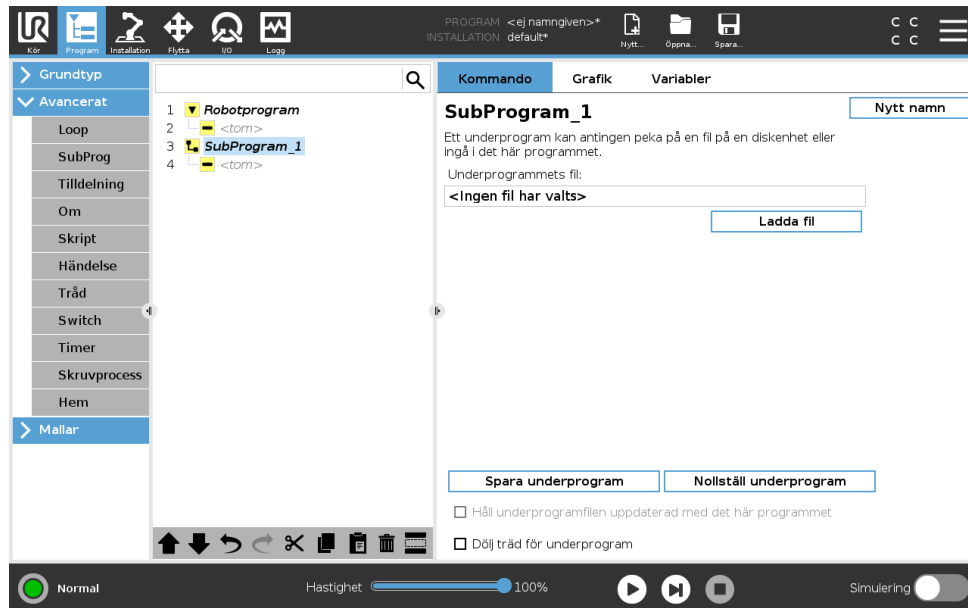 PROGRAM <ej namngiven>*
INSTALLATION default*
UR
Kör
Program
Installation
Flytta
I/O
Logg
Nytt...
Öppna...
Spara...
C C
C C
Grundtyp
Avancerat
Loop
SubProg
Tilldelning
Om
Skript
Händelse
Tråd
Switch
Timer
Skruvprocess
Hem
Mallar
1 Robotprogram
2 <tom>
3 SubProgram_1
4 <tom>
Kommando
Grafik
Variabler
SubProgram_1
Nytt namn
Ett underprogram kan antingen peka på en fil på en diskenhet eller
ingå i det här programmet.
Underprogrammets fil:
<Ingen fil har valts>
Ladda fil
Spara underprogram
Nollställ underprogram
Håll underprogramfilen uppdaterad med det här programmet
Dölj träd för underprogram
Normal
Hastighet
100%
Simulering